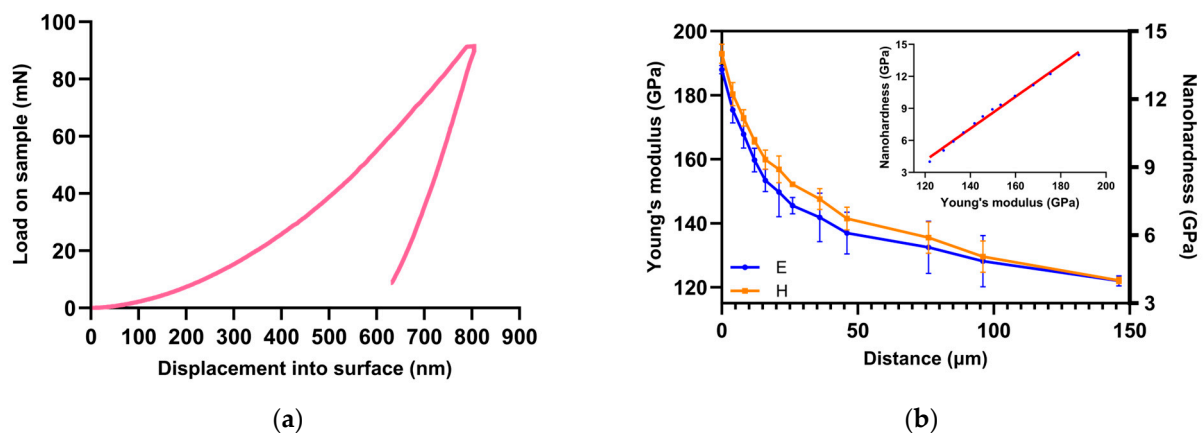 100
80
60
40
20
0
Load on sample (mN)
0 100 200 300 400 500 600 700 800 900
Displacement into surface (nm)
(a)
200
180
160
140
120
Young's modulus (GPa)
E
H
0 50 100 150
Distance (μm)
15
12
9
6
3
Nanohardness (GPa)
15
12
9
6
3
Nanohardness (GPa)
120 140 160 180 200
Young's modulus (GPa)
(b)